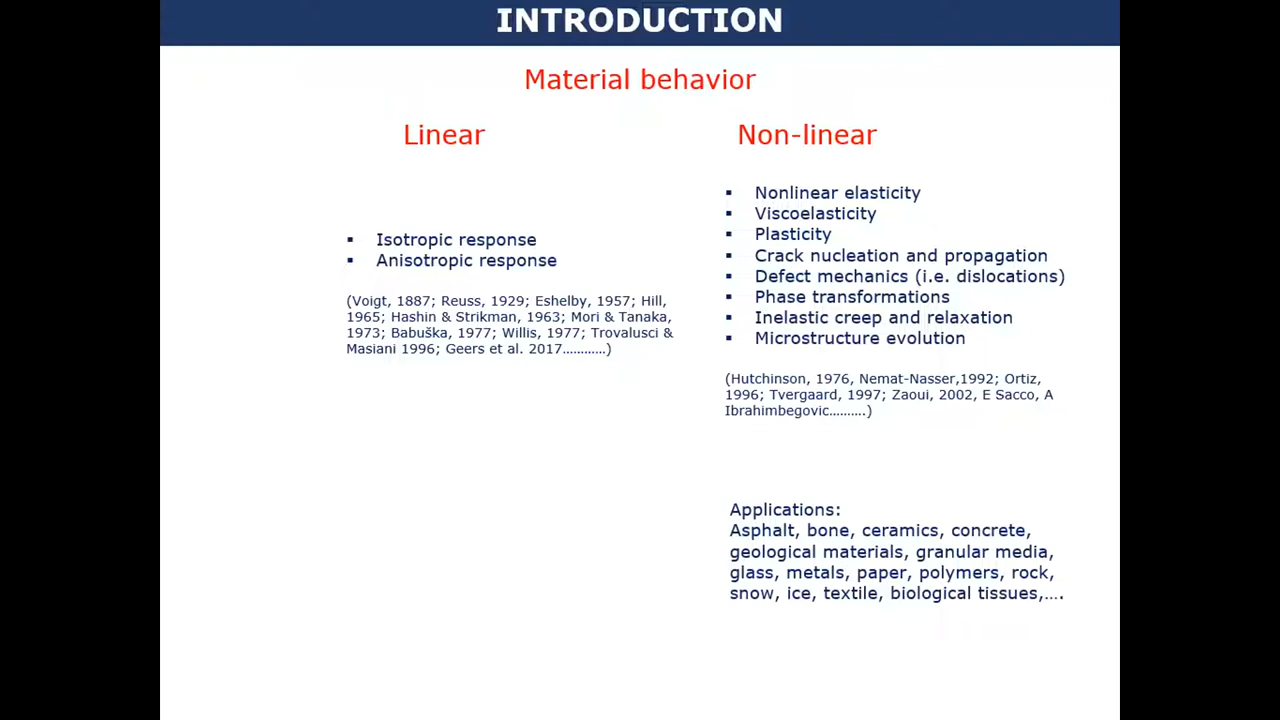 INTRODUCTION
Material behavior
Linear
▪ Isotropic response
▪ Anisotropic response
(Voigt, 1887; Reuss, 1929; Eshelby, 1957; Hill,
1965; Hashin & Strikman, 1963; Mori & Tanaka,
1973; Babuška, 1977; Willis, 1977; Trovalusci &
Masiani 1996; Geers et al. 2017…………)
Non-linear
▪ Nonlinear elasticity
▪ Viscoelasticity
▪ Plasticity
▪ Crack nucleation and propagation
▪ Defect mechanics (i.e. dislocations)
▪ Phase transformations
▪ Inelastic creep and relaxation
▪ Microstructure evolution
(Hutchinson, 1976, Nemat-Nasser,1992; Ortiz,
1996; Tvergaard, 1997; Zaoui, 2002, E Sacco, A
Ibrahimbegovic……….)
Applications:
Asphalt, bone, ceramics, concrete,
geological materials, granular media,
glass, metals, paper, polymers, rock,
snow, ice, textile, biological tissues,….